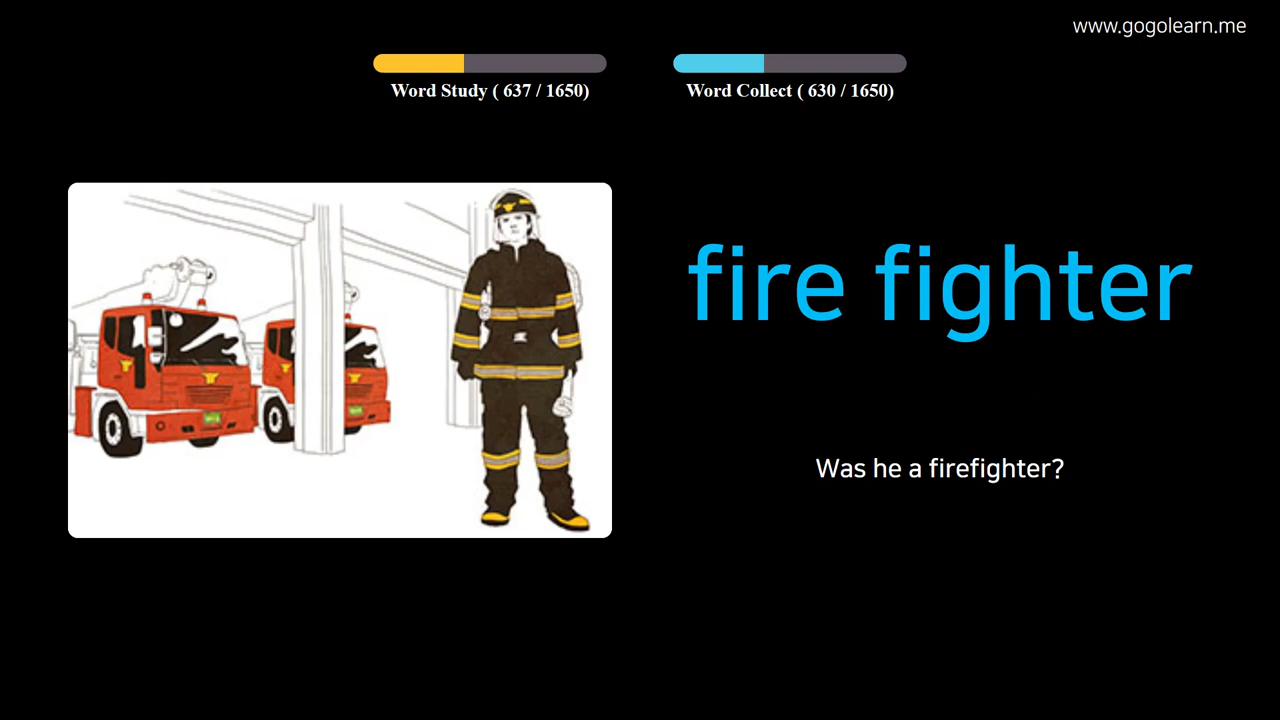 www.gogolearn.me
Word Study ( 637 / 1650)
Word Collect ( 630 / 1650)
fire fighter
Was he a firefighter?